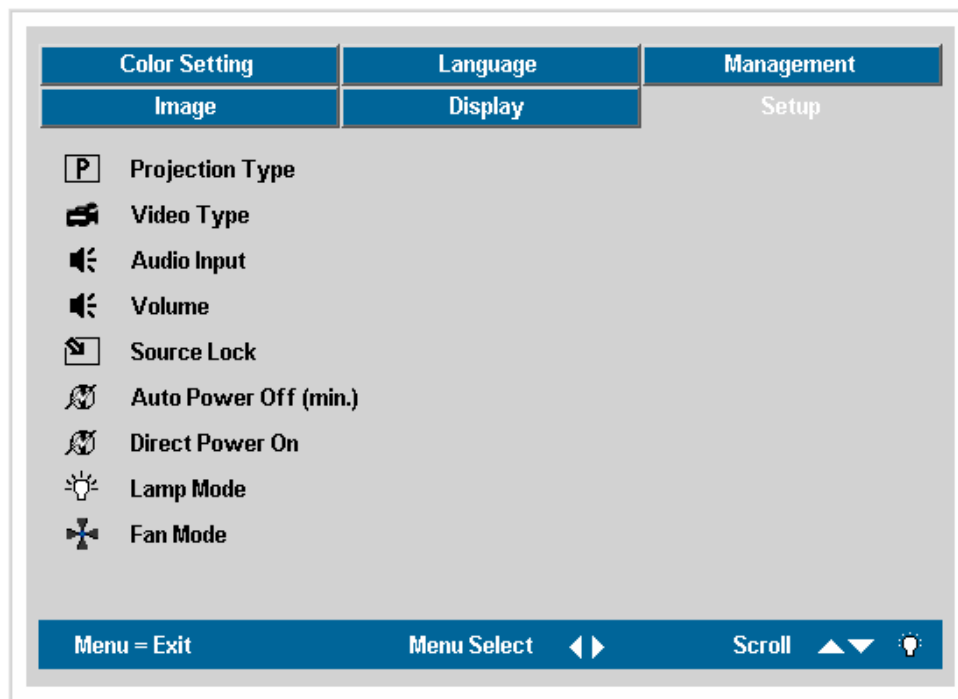 Color Setting Language Management
Image Display Setup
P Projection Type
Video Type
Audio Input
Volume
Source Lock
Auto Power Off (min.)
Direct Power On
Lamp Mode
Fan Mode
Menu = Exit Menu Select Scroll